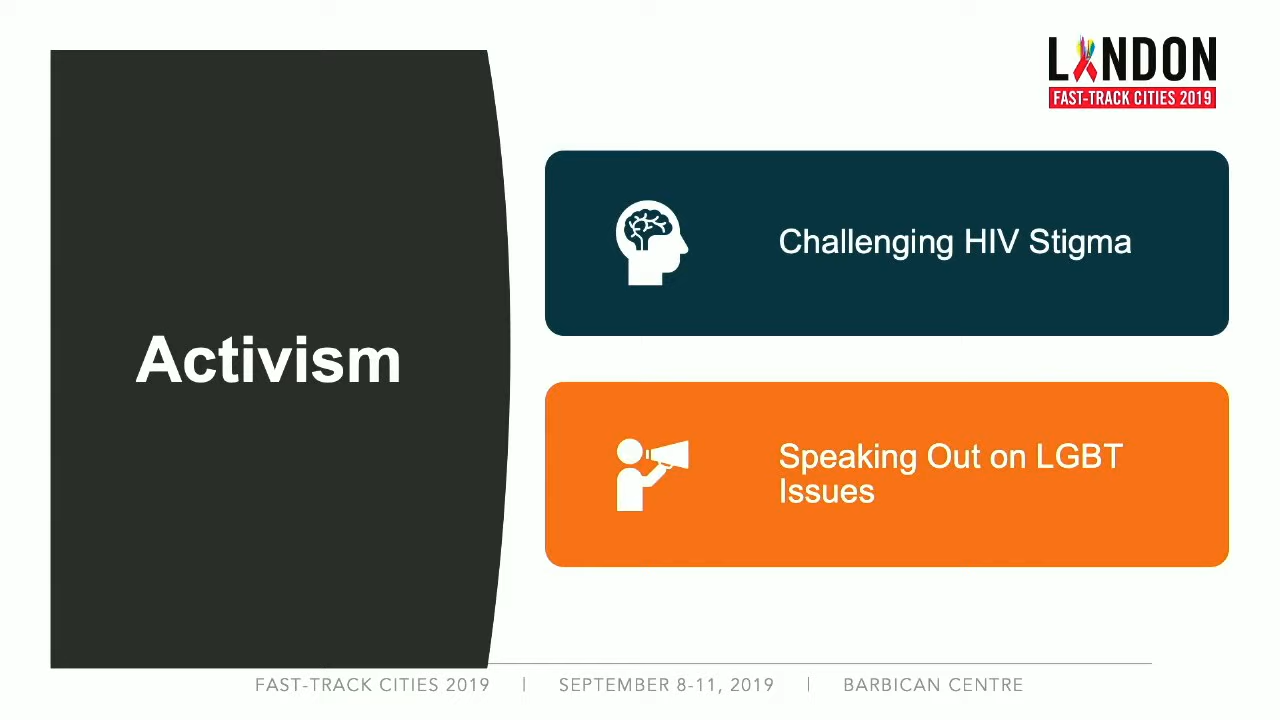 LONDON
FAST-TRACK CITIES 2019
Activism
Challenging HIV Stigma
Speaking Out on LGBT
Issues
FAST-TRACK CITIES 2019 | SEPTEMBER 8-11, 2019 | BARBICAN CENTRE